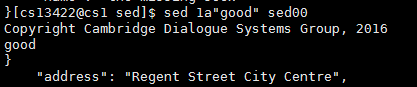 }[cs13422@cs1 sed]$ sed 1a"good" sed00
Copyright Cambridge Dialogue Systems Group, 2016
good
}
"address": "Regent Street City Centre",